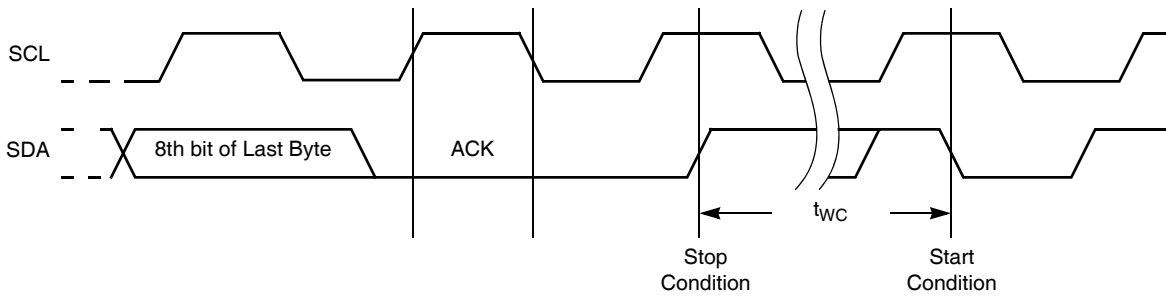 SCL
SDA
8th bit of Last Byte
ACK
tWC
Stop
Condition
Start
Condition